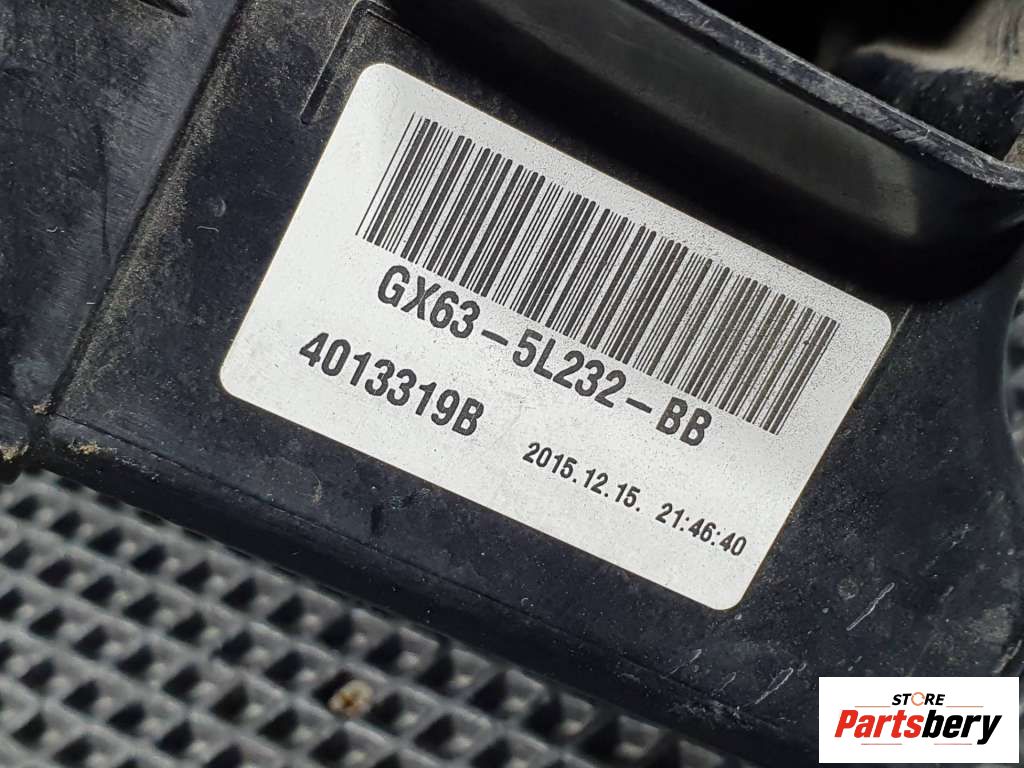 GX63-5L232-BB
4013319B
2015.12.15. 21:46:40
STORE
Partsbery